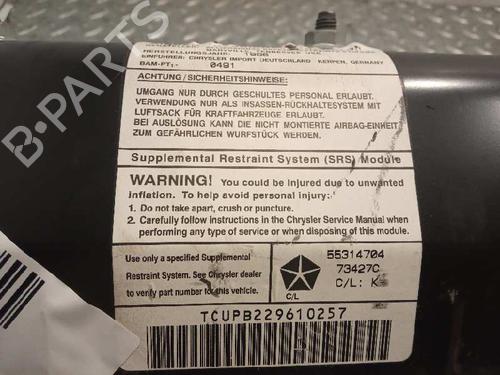 HERSTELLUNGSJAHR: 1996
EINFÜHRER: CHRYSLER IMPORT DEUTSCHLAND KERPEN, GERMANY
BAM-PT1- 0491
ACHTUNG / SICHERHEITSHINWEISE:
UMGANG NUR DURCH GESCHULTES PERSONAL ERLAUBT.
VERWENDUNG NUR ALS INSASSEN-RÜCKHALTESYSTEM MIT
LUFTSACK FÜR KRAFTFAHRZEUGE ERLAUBT.
BEI AUSLÖSUNG KANN DIE NICHT MONTIERTE AIRBAG-EINHEIT
ZUM GEFÄHRLICHEN WURFSTÜCK WERDEN.
Supplemental Restraint System (SRS) Module
WARNING! You could be injured due to unwanted
inflation. To help avoid personal injury:
1. Do not take apart, crush or puncture.
2. Carefully follow instructions in the Chrysler Service Manual when
performing any type of service or when disposing of this module.
Use only a specified Supplemental
Restraint System. See Chrysler dealer
to verify part number for this vehicle.
C/L
55314704
73427C
C/L: K
TCUPB229610257
B-PARTS